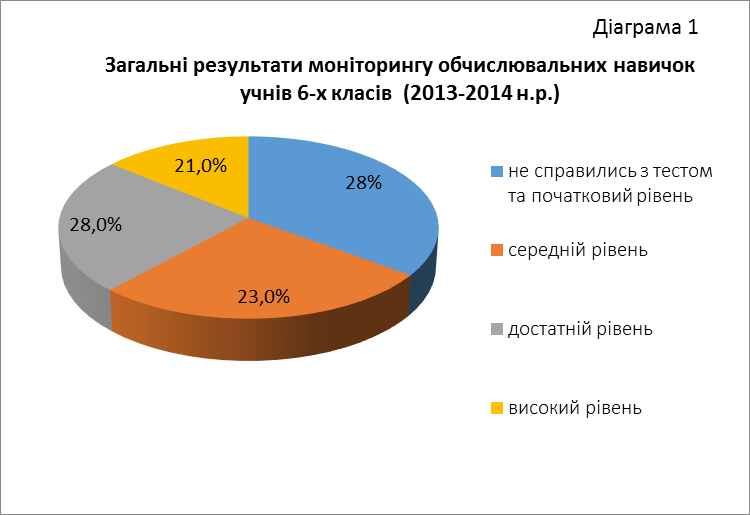 Діаграма 1
Загальні результати моніторингу обчислювальних навичок
учнів 6-х класів (2013-2014 н.р.)
21,0%
28%
28,0%
23,0%
не справились з тестом
та початковий рівень
середній рівень
достатній рівень
високий рівень